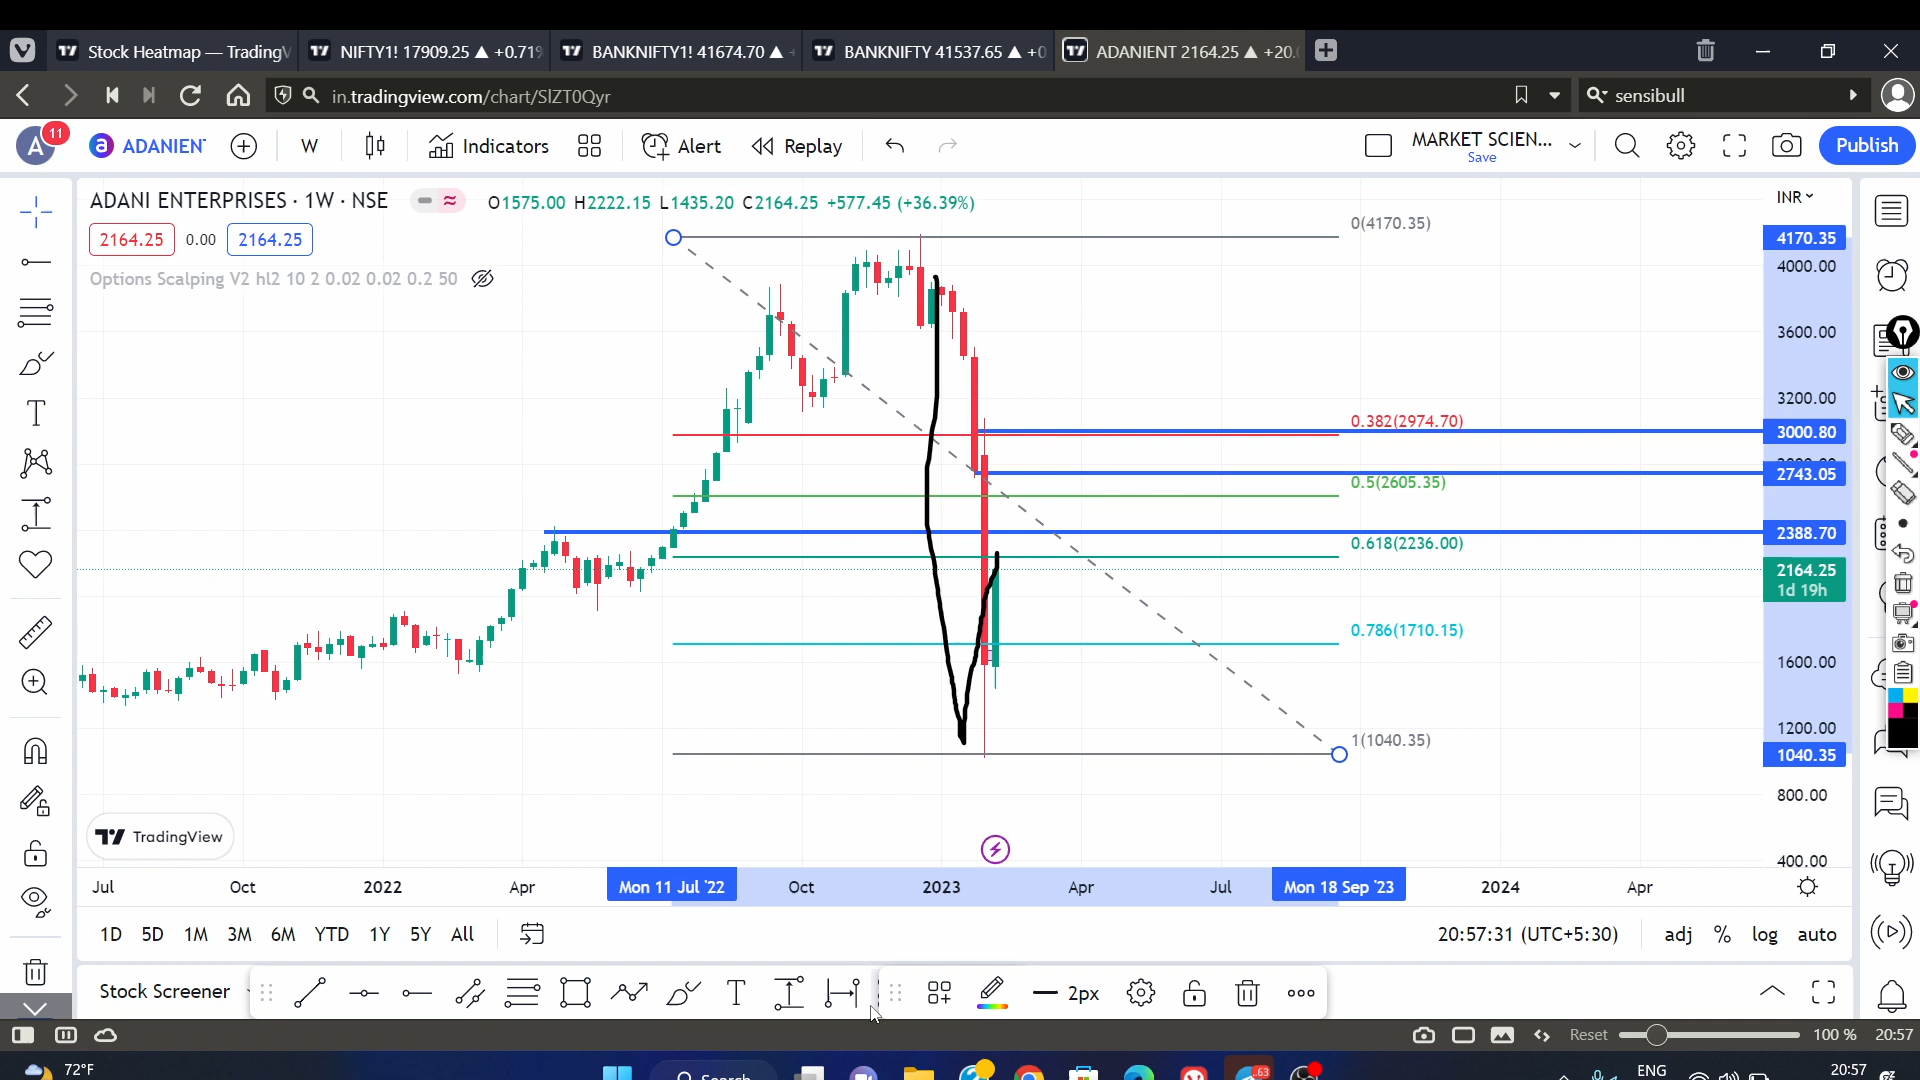 Stock Heatmap — TradingV
NIFTY1! 17909.25 ▲ +0.71%
BANKNIFTY1! 41674.70 ▲
BANKNIFTY 41537.65 ▲ +0
ADANIENT 2164.25 ▲ +20.
in.tradingview.com/chart/SlZT0Qyr
sensibull
A
11
ADANIENT
W
Indicators
Alert
Replay
MARKET SCIEN...
Save
Publish
ADANI ENTERPRISES · 1W · NSE
O1575.00 H2222.15 L1435.20 C2164.25 +577.45 (+36.39%)
INR
2164.25
0.00
2164.25
Options Scalping V2 hl2 10 2 0.02 0.02 0.2 50
0(4170.35)
4170.35
4000.00
3600.00
3200.00
0.382(2974.70)
3000.80
2743.05
0.5(2605.35)
2388.70
0.618(2236.00)
2164.25
1d 19h
0.786(1710.15)
1600.00
1200.00
1(1040.35)
1040.35
800.00
400.00
TradingView
Jul
Oct
2022
Apr
Mon 11 Jul '22
Oct
2023
Apr
Jul
Mon 18 Sep '23
2024
Apr
1D 5D 1M 3M 6M YTD 1Y 5Y All
20:57:31 (UTC+5:30)
adj % log auto
Stock Screener
T
2px
Reset
100 %
20:57
72°F
Search
63
ENG
20:57